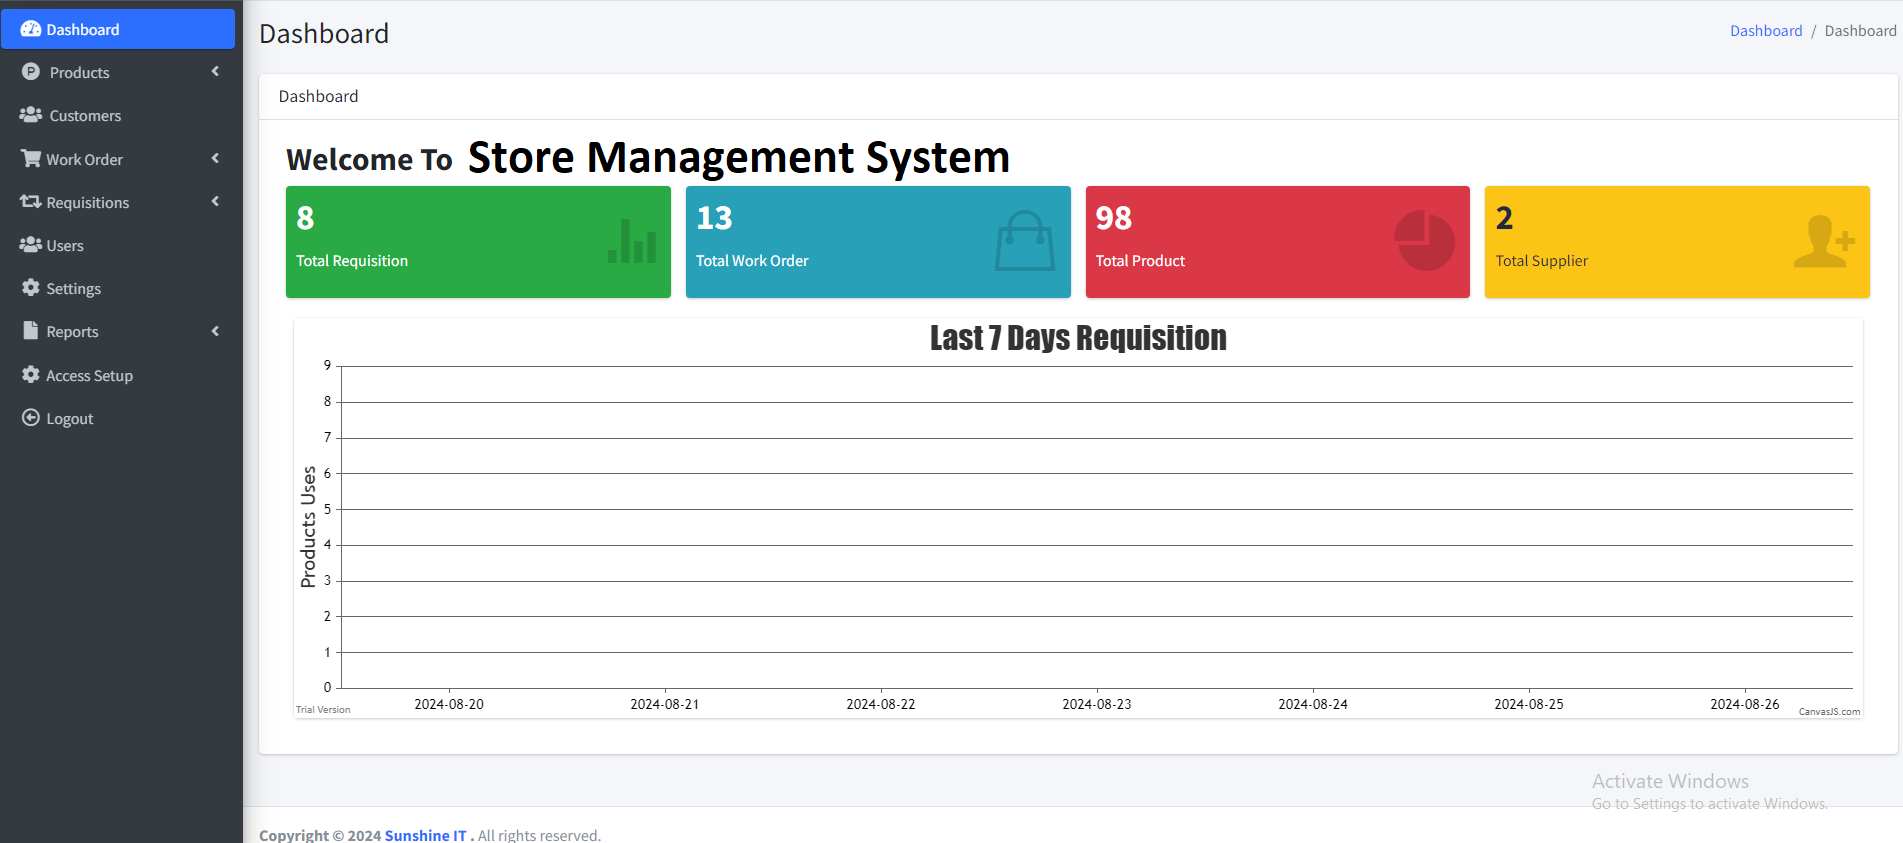 Dashboard
Products
Customers
Work Order
Requisitions
Users
Settings
Reports
Access Setup
Logout
Dashboard
Dashboard / Dashboard
Dashboard
Welcome To Store Management System
8
Total Requisition
13
Total Work Order
98
Total Product
2
Total Supplier
Last 7 Days Requisition
Products Uses
9
8
7
6
5
4
3
2
1
0
2024-08-20 2024-08-21 2024-08-22 2024-08-23 2024-08-24 2024-08-25 2024-08-26
Trial Version
CanvasJS.com
Activate Windows
Go to Settings to activate Windows.
Copyright © 2024 Sunshine IT . All rights reserved.